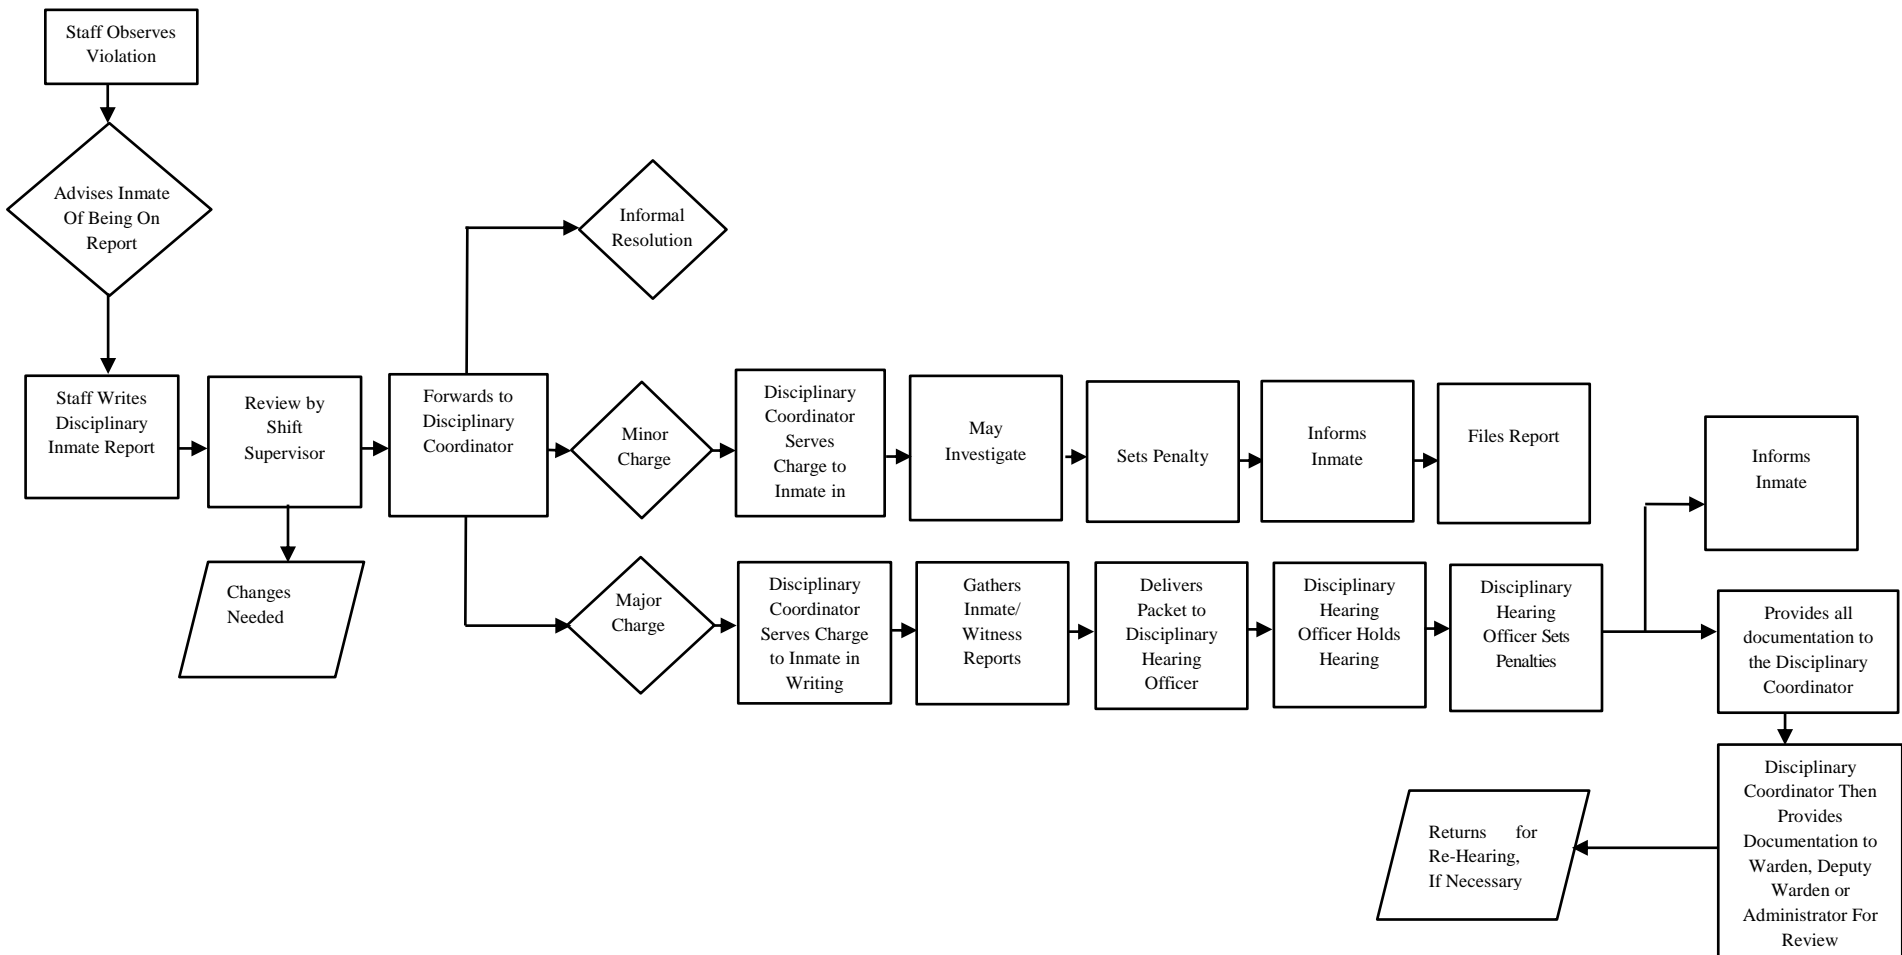 Staff Observes
Violation
Advises Inmate
Of Being On
Report
Informal
Resolution
Staff Writes
Disciplinary
Inmate Report
Review by
Shift
Supervisor
Forwards to
Disciplinary
Coordinator
Minor
Charge
Disciplinary
Coordinator
Serves
Charge to
Inmate in
May
Investigate
Sets Penalty
Informs
Inmate
Files Report
Informs
Inmate
Changes
Needed
Major
Charge
Disciplinary
Coordinator
Serves Charge
to Inmate in
Writing
Gathers
Inmate/
Witness
Reports
Delivers
Packet to
Disciplinary
Hearing
Officer
Disciplinary
Hearing
Officer Holds
Hearing
Disciplinary
Hearing
Officer Sets
Penalties
Provides all
documentation to
the Disciplinary
Coordinator
Disciplinary
Coordinator Then
Provides
Documentation to
Warden, Deputy
Warden or
Administrator For
Review
Returns for
Re-Hearing,
If Necessary